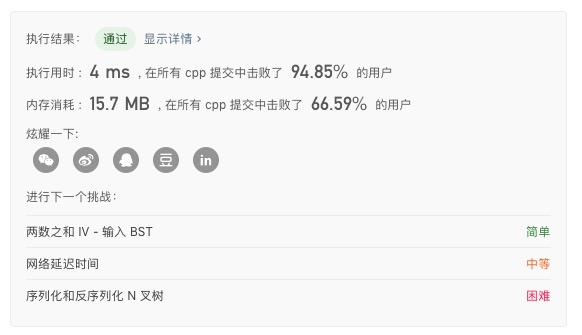 执行结果： 通过 显示详情 ›
执行用时： 4 ms ，在所有 cpp 提交中击败了 94.85% 的用户
内存消耗： 15.7 MB ，在所有 cpp 提交中击败了 66.59% 的用户
炫耀一下:
豆 in
进行下一个挑战：
两数之和 IV - 输入 BST 简单
网络延迟时间 中等
序列化和反序列化 N 叉树 困难